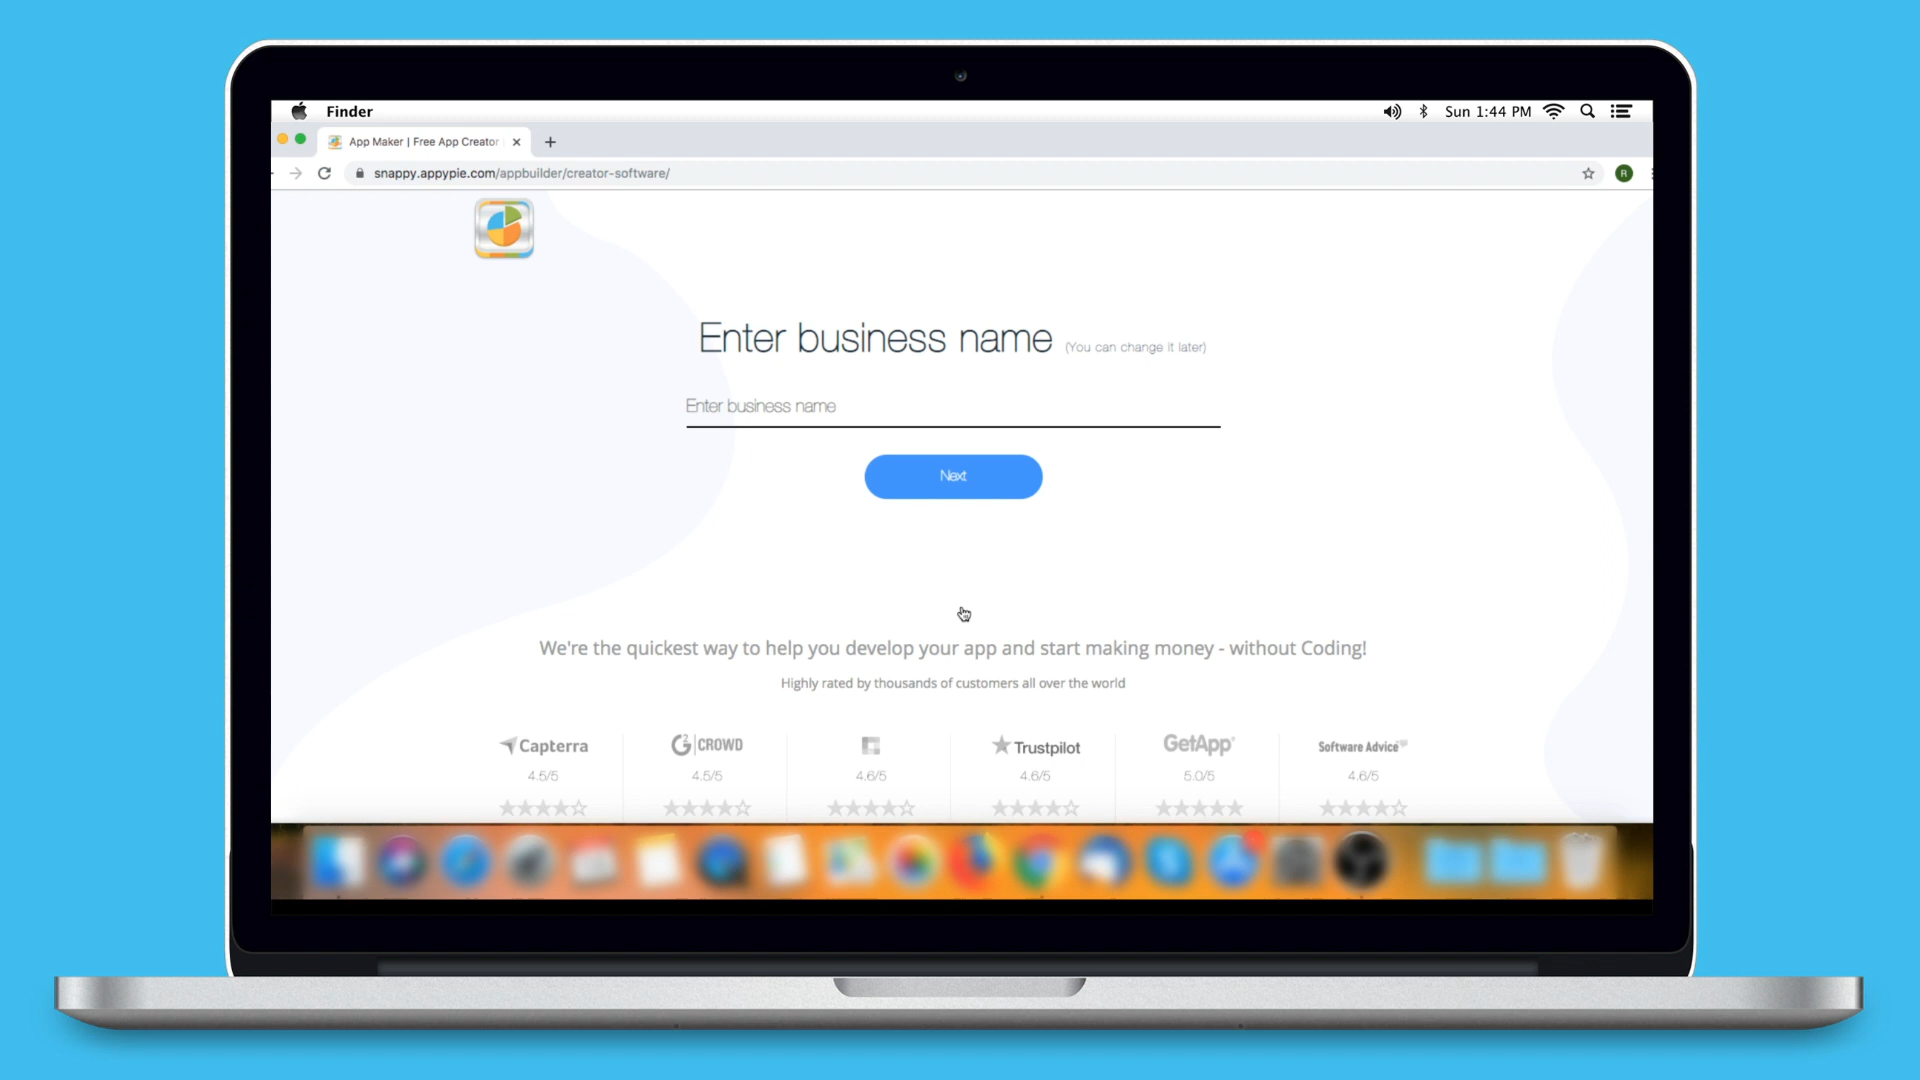 Finder
Sun 1:44 PM
App Maker | Free App Creator
snappy.appypie.com/appbuilder/creator-software/
R
Enter business name (You can change it later)
Enter business name
Next
We're the quickest way to help you develop your app and start making money - without Coding!
Highly rated by thousands of customers all over the world
Capterra
G2 | CROWD
Trustpilot
GetApp
Software Advice
4.5/5
4.5/5
4.6/5
4.6/5
5.0/5
4.6/5